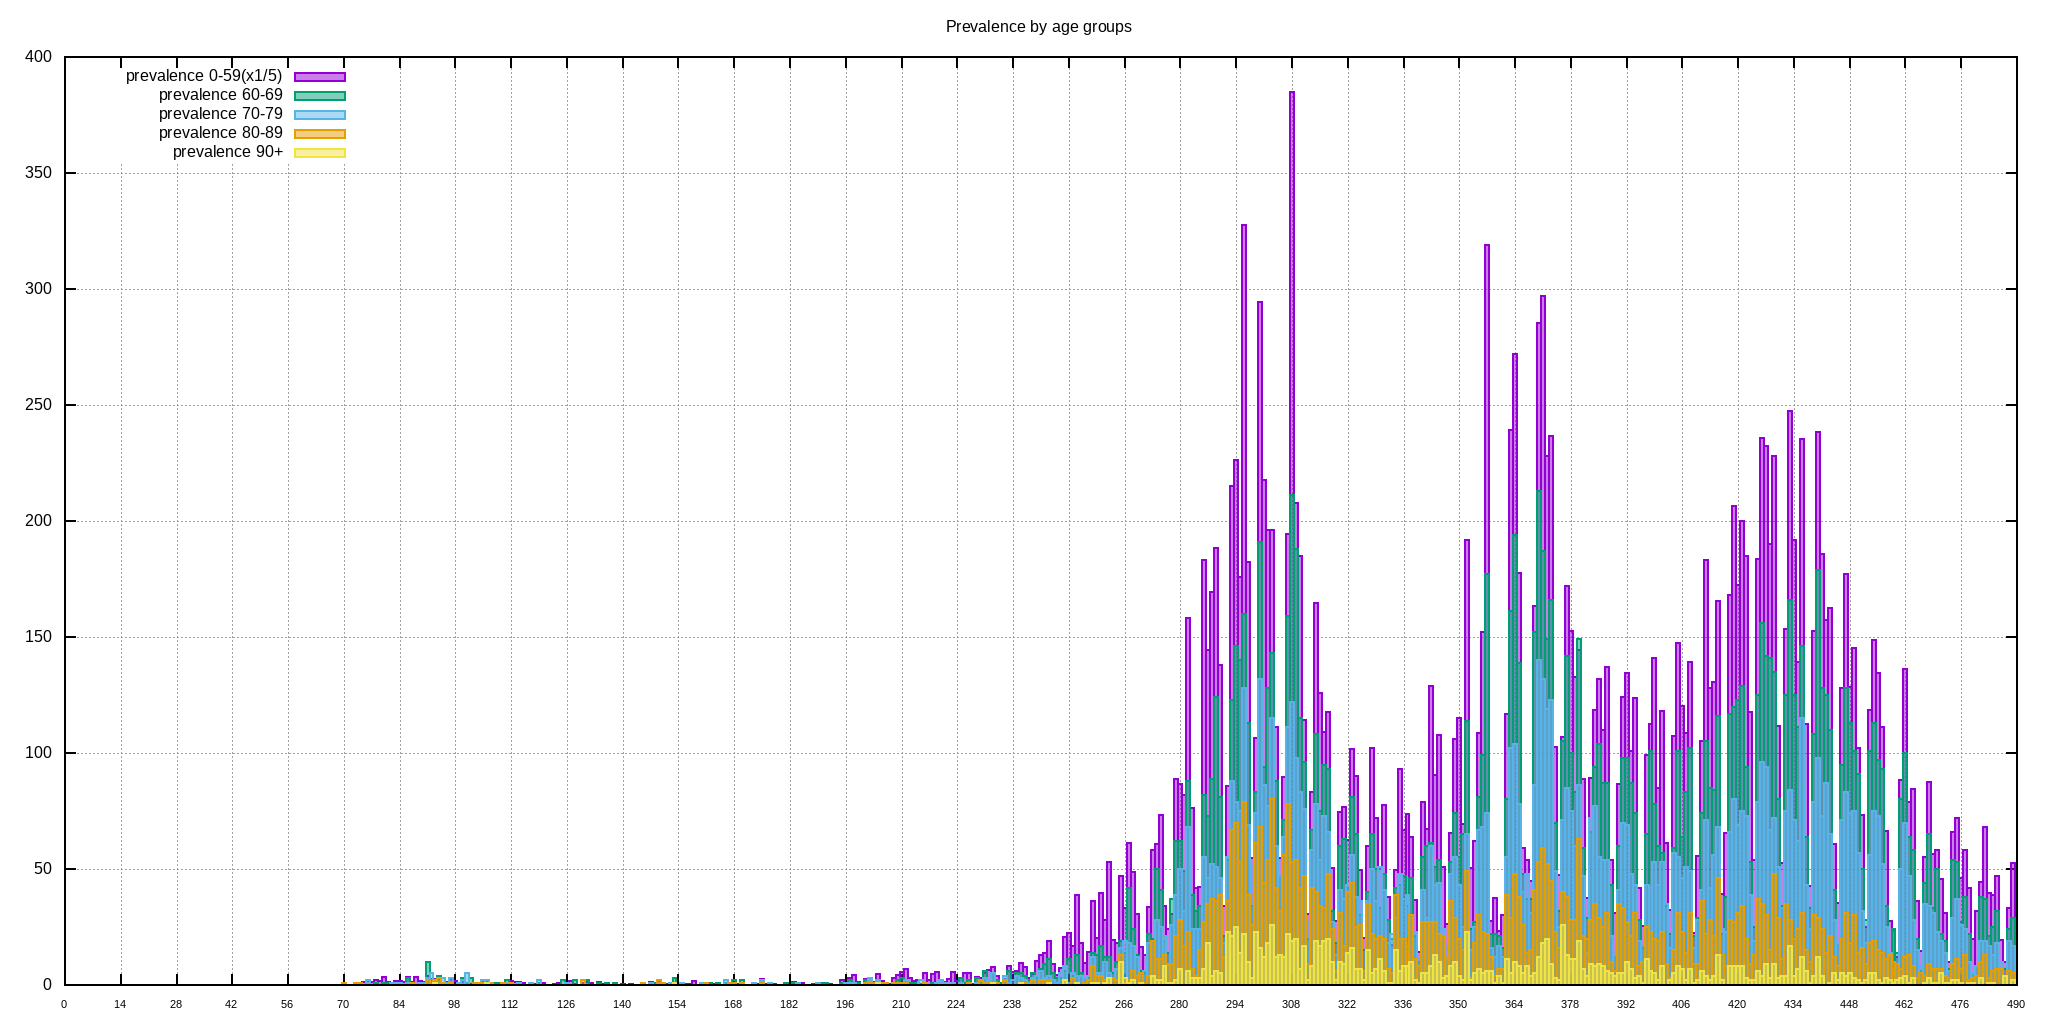 Prevalence by age groups
400
350
300
250
200
150
100
50
0
prevalence 0-59(x1/5)
prevalence 60-69
prevalence 70-79
prevalence 80-89
prevalence 90+
0 14 28 42 56 70 84 98 112 126 140 154 168 182 196 210 224 238 252 266 280 294 308 322 336 350 364 378 392 406 420 434 448 462 476 490